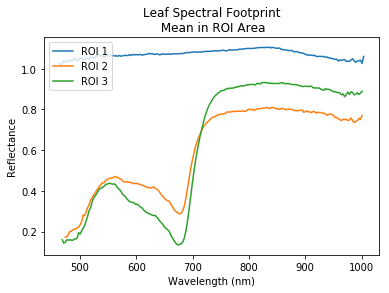 Leaf Spectral Footprint
Mean in ROI Area
ROI 1
ROI 2
ROI 3
Reflectance
1.0
0.8
0.6
0.4
0.2
500 600 700 800 900 1000
Wavelength (nm)